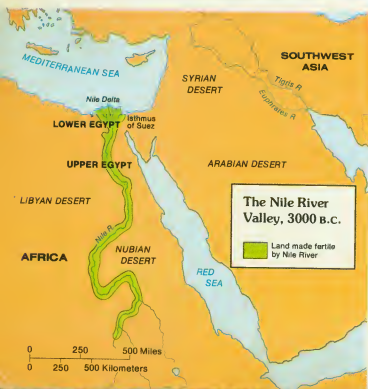 MEDITERRANEAN SEA
SOUTHWEST
ASIA
SYRIAN
DESERT
Tigris R
Euphrates R
Nile Delta
LOWER EGYPT
Isthmus
of Suez
UPPER EGYPT
ARABIAN DESERT
LIBYAN DESERT
The Nile River
Valley, 3000 B.C.
Land made fertile
by Nile River
Nile R.
NUBIAN
DESERT
AFRICA
RED
SEA
0 250 500 Miles
0 250 500 Kilometers